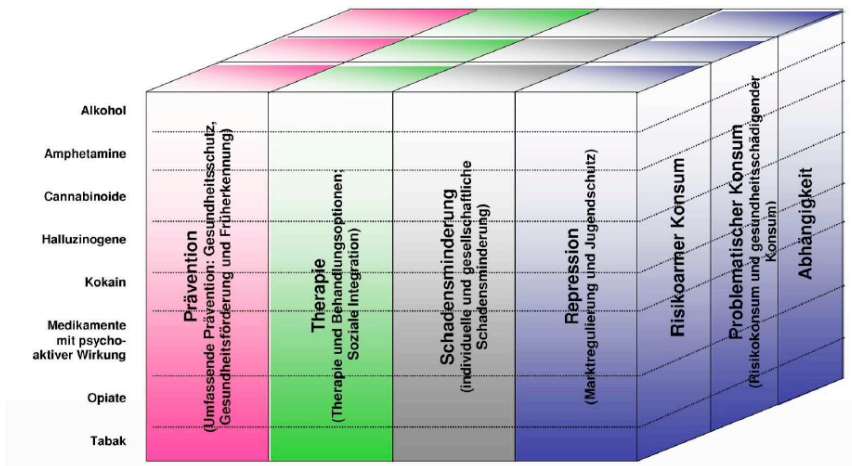 Alkohol
Amphetamine
Cannabinoide
Halluzinogene
Kokain
Medikamente
mit psycho-
aktiver Wirkung
Opiate
Tabak
Prävention
(Umfassende Prävention: Gesundheitsschutz,
Gesundheitsförderung und Früherkennung)
Therapie
(Therapie und Behandlungsoptionen;
Soziale Integration)
Schadensminderung
(individuelle und gesellschaftliche
Schadensminderung)
Repression
(Marktregulierung und Jugendschutz)
Risikoarmer Konsum
Problematischer Konsum
(Risikokonsum und gesundheitsschädigender
Konsum)
Abhängigkeit